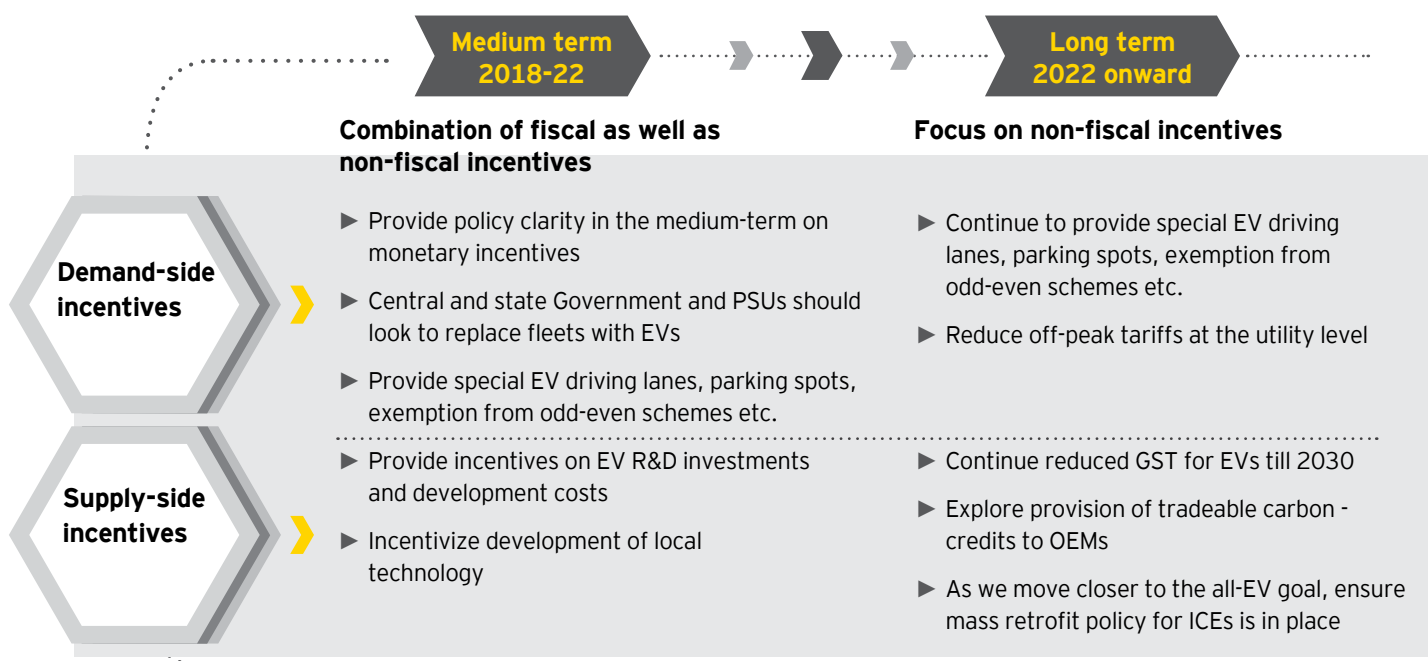 Medium term
2018-22
Long term
2022 onward
Combination of fiscal as well as
non-fiscal incentives
Focus on non-fiscal incentives
Demand-side
incentives
► Provide policy clarity in the medium-term on
monetary incentives
► Central and state Government and PSUs should
look to replace fleets with EVs
► Provide special EV driving lanes, parking spots,
exemption from odd-even schemes etc.
► Continue to provide special EV driving
lanes, parking spots, exemption from
odd-even schemes etc.
► Reduce off-peak tariffs at the utility level
Supply-side
incentives
► Provide incentives on EV R&D investments
and development costs
► Incentivize development of local
technology
► Continue reduced GST for EVs till 2030
► Explore provision of tradeable carbon -
credits to OEMs
► As we move closer to the all-EV goal, ensure
mass retrofit policy for ICEs is in place